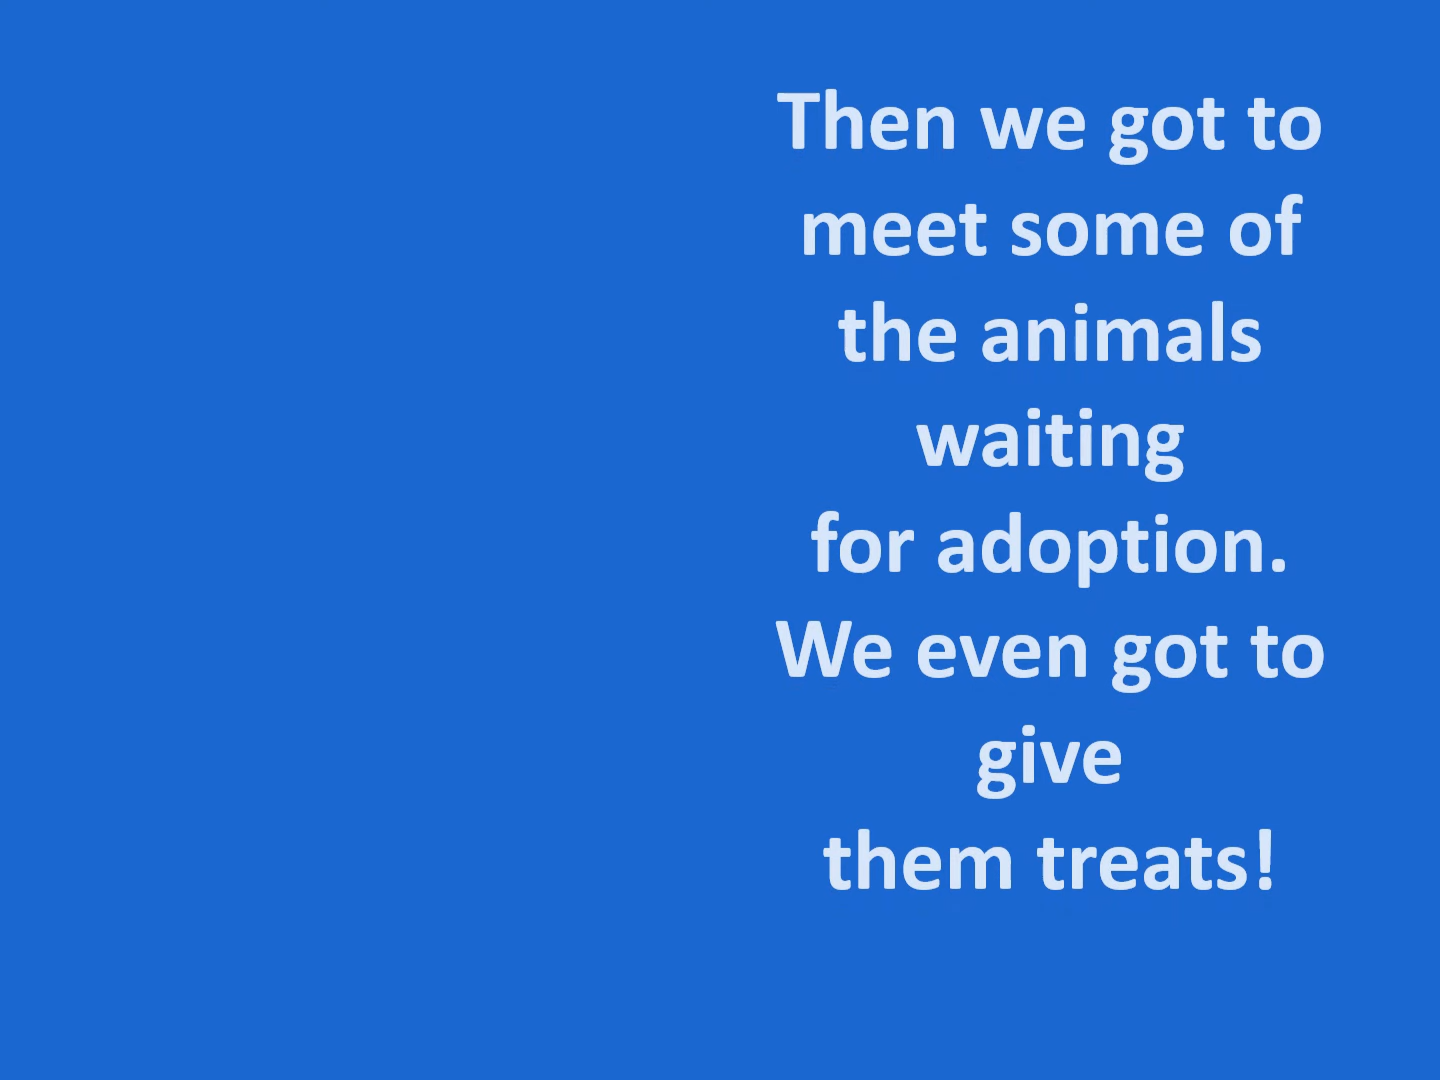 Then we got to
meet some of
the animals
waiting
for adoption.
We even got to
give
them treats!